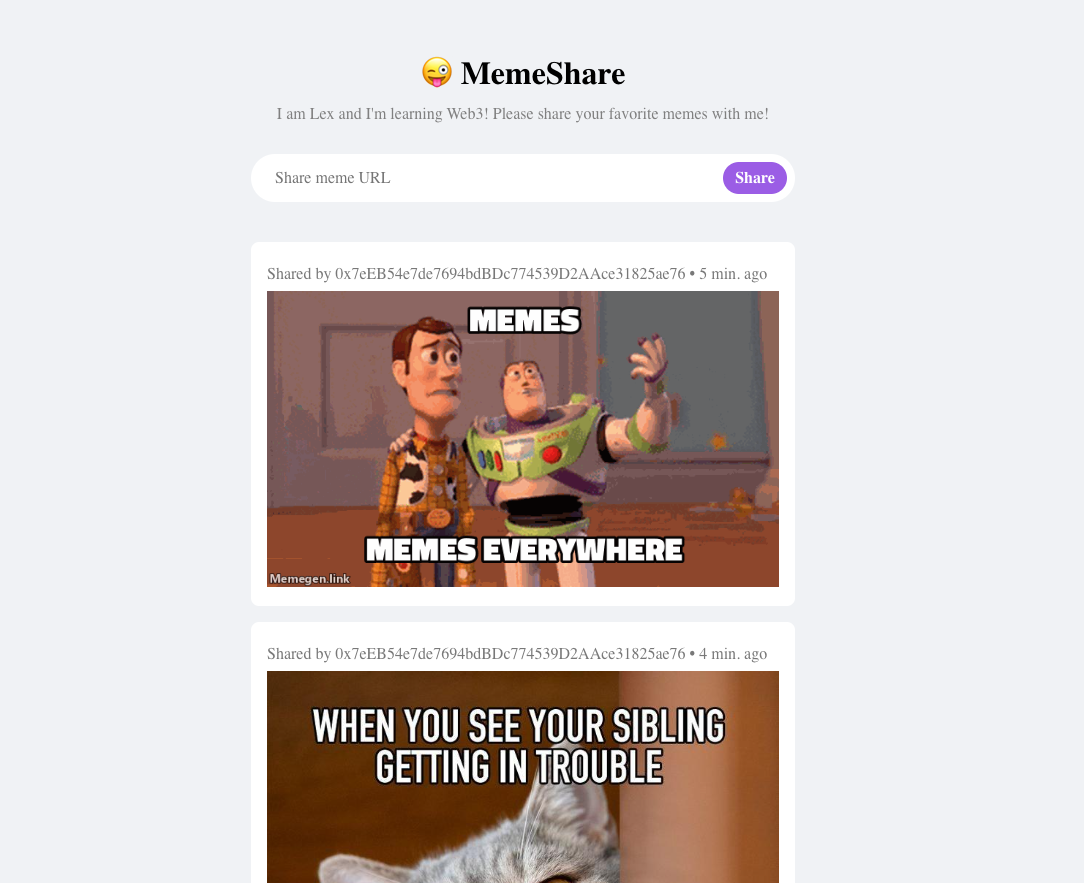 😜 MemeShare
I am Lex and I'm learning Web3! Please share your favorite memes with me!
Share meme URL
Share
Shared by 0x7eEB54e7de7694bdBDc774539D2AAce31825ae76 • 5 min. ago
MEMES
MEMES EVERYWHERE
Memegen.link
Shared by 0x7eEB54e7de7694bdBDc774539D2AAce31825ae76 • 4 min. ago
WHEN YOU SEE YOUR SIBLING
GETTING IN TROUBLE